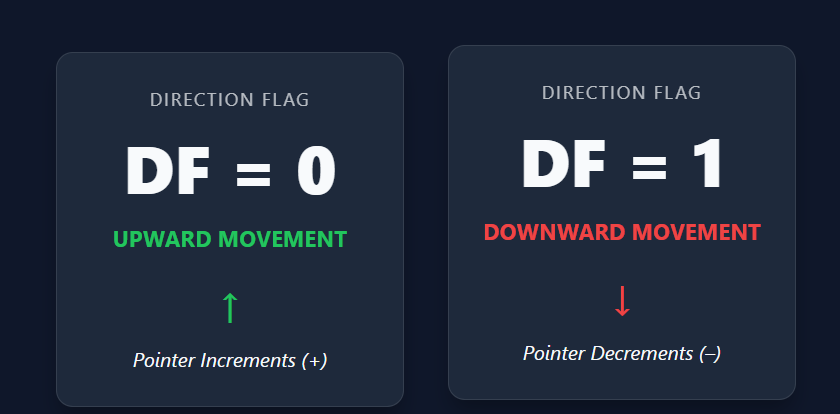 DIRECTION FLAG
DF = 0
UPWARD MOVEMENT
↑
Pointer Increments (+)
DIRECTION FLAG
DF = 1
DOWNWARD MOVEMENT
↓
Pointer Decrements (–)